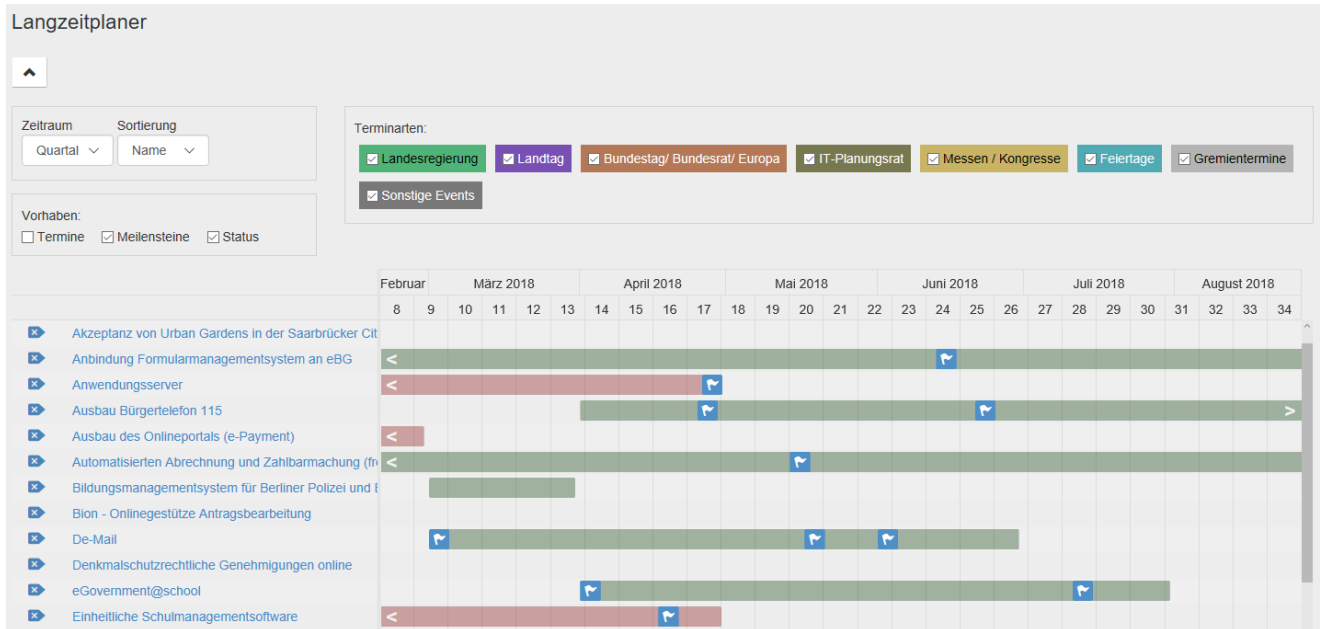 Langzeitplaner
Zeitraum Sortierung
Quartal Name
Vorhaben:
Termine Meilensteine Status
Terminarten:
Landesregierung Landtag Bundestag/ Bundesrat/ Europa IT-Planungsrat Messen / Kongresse Feiertage Gremientermine
Sonstige Events
Februar März 2018 April 2018 Mai 2018 Juni 2018 Juli 2018 August 2018
8 9 10 11 12 13 14 15 16 17 18 19 20 21 22 23 24 25 26 27 28 29 30 31 32 33 34
Akzeptanz von Urban Gardens in der Saarbrücker Cit
Anbindung Formularmanagementsystem an eBG
Anwendungsserver
Ausbau Bürgertelefon 115
Ausbau des Onlineportals (e-Payment)
Automatisierten Abrechnung und Zahlbarmachung (fr
Bildungsmanagementsystem für Berliner Polizei und
Bion - Onlinegestütze Antragsbearbeitung
De-Mail
Denkmalschutzrechtliche Genehmigungen online
eGovernment@school
Einheitliche Schulmanagementsoftware